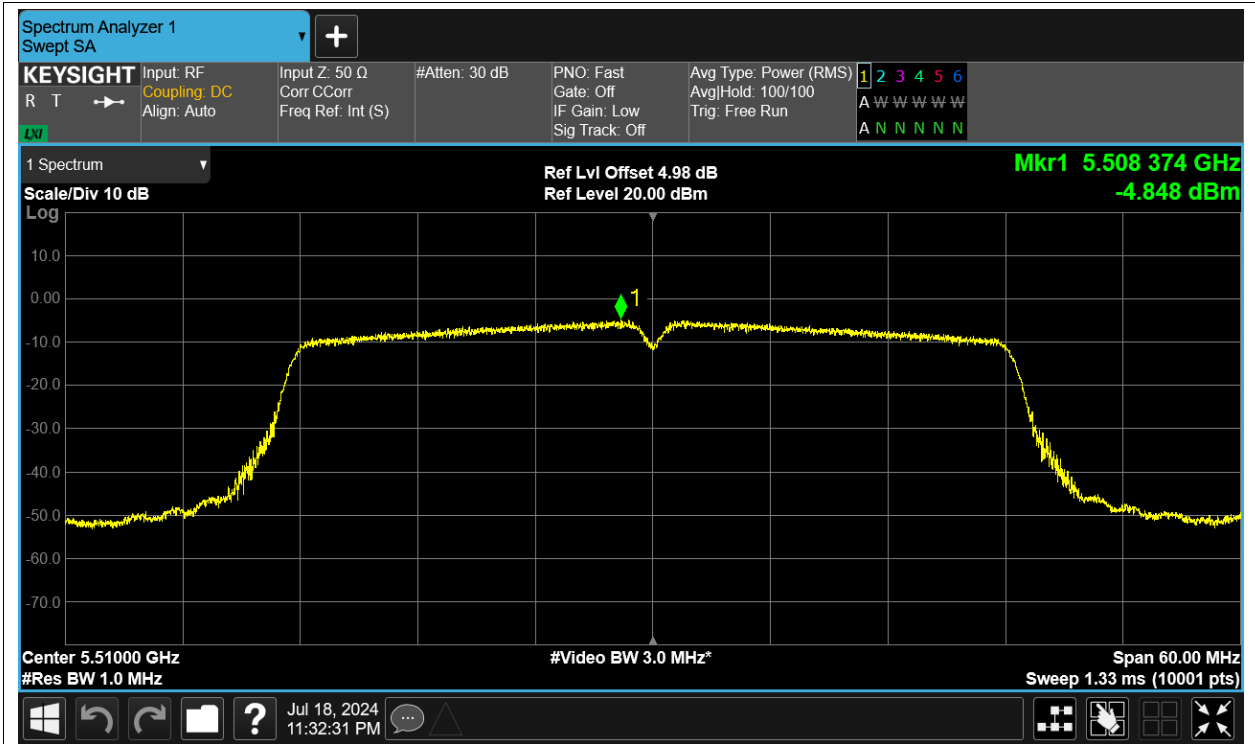 Spectrum Analyzer 1
Swept SA
KEYSIGHT
R T
LXI
Input: RF
Coupling: DC
Align: Auto
Input Z: 50 Ω
Corr CCorr
Freq Ref: Int (S)
#Atten: 30 dB
PNO: Fast
Gate: Off
IF Gain: Low
Sig Track: Off
Avg Type: Power (RMS)
Avg|Hold: 100/100
Trig: Free Run
1 2 3 4 5 6
A W W W W W
A N N N N N
1 Spectrum
Scale/Div 10 dB
Log
Ref Lvl Offset 4.98 dB
Ref Level 20.00 dBm
Mkr1 5.508 374 GHz
-4.848 dBm
10.0
0.00
1
-10.0
-20.0
-30.0
-40.0
-50.0
-60.0
-70.0
Center 5.51000 GHz
#Res BW 1.0 MHz
#Video BW 3.0 MHz*
Span 60.00 MHz
Sweep 1.33 ms (10001 pts)
?
Jul 18, 2024
11:32:31 PM